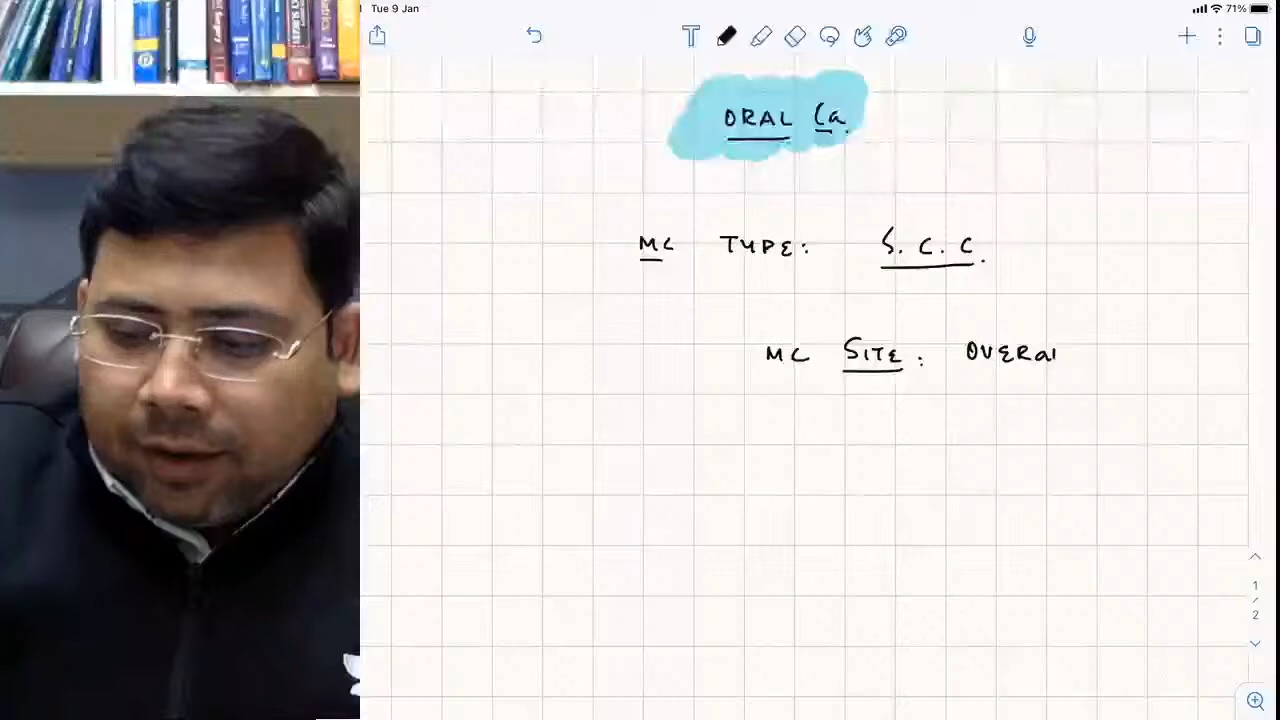 Tue 9 Jan
71%
ORAL Ca.
MC TYPE: S. C. C.
MC SITE: OVERAl
1
2